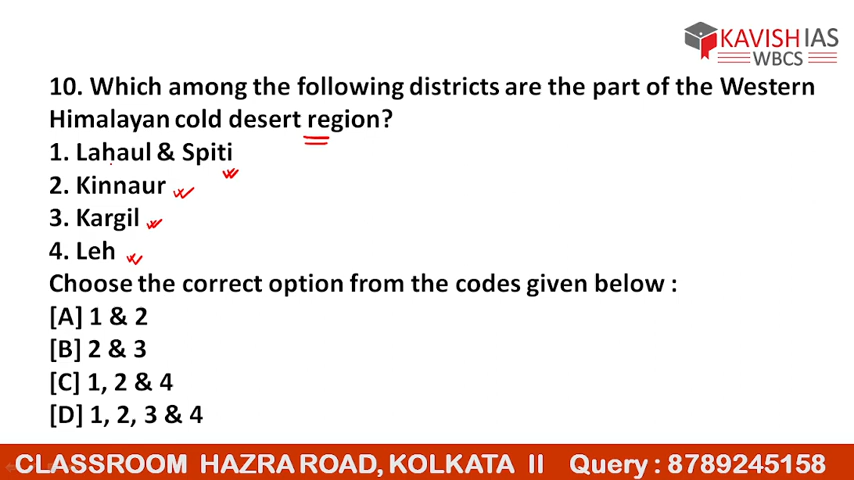 KAVISH IAS
WBCS
10. Which among the following districts are the part of the Western
Himalayan cold desert region?
1. Lahaul & Spiti
2. Kinnaur
3. Kargil
4. Leh
Choose the correct option from the codes given below :
[A] 1 & 2
[B] 2 & 3
[C] 1, 2 & 4
[D] 1, 2, 3 & 4
CLASSROOM HAZRA ROAD, KOLKATA II Query : 8789245158